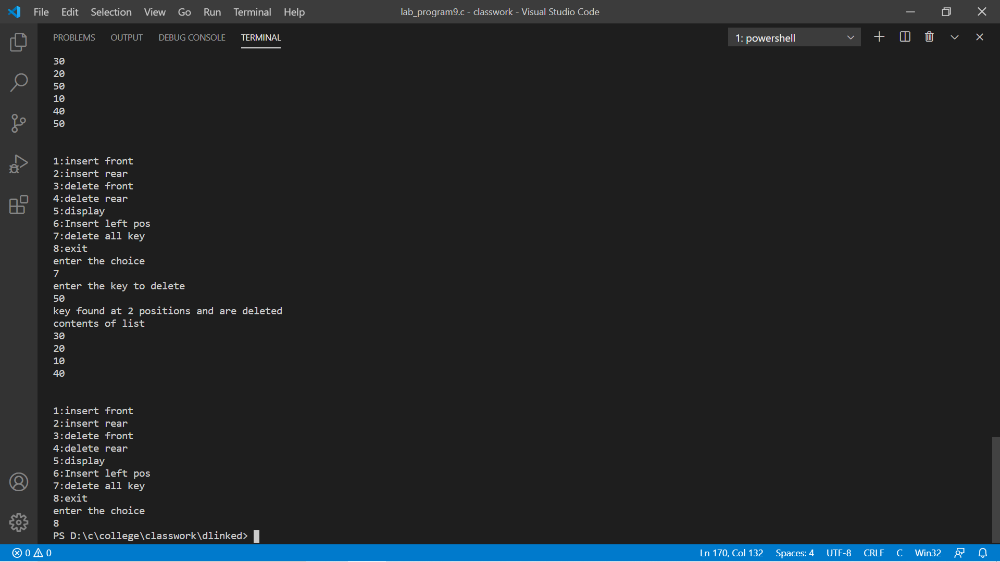 File Edit Selection View Go Run Terminal Help lab_program9.c - classwork - Visual Studio Code
PROBLEMS OUTPUT DEBUG CONSOLE TERMINAL 1: powershell
30
20
50
10
40
50
1:insert front
2:insert rear
3:delete front
4:delete rear
5:display
6:Insert left pos
7:delete all key
8:exit
enter the choice
7
enter the key to delete
50
key found at 2 positions and are deleted
contents of list
30
20
10
40
1:insert front
2:insert rear
3:delete front
4:delete rear
5:display
6:Insert left pos
7:delete all key
8:exit
enter the choice
8
PS D:\c\college\classwork\dlinked>
0 0 Ln 170, Col 132 Spaces: 4 UTF-8 CRLF C Win32